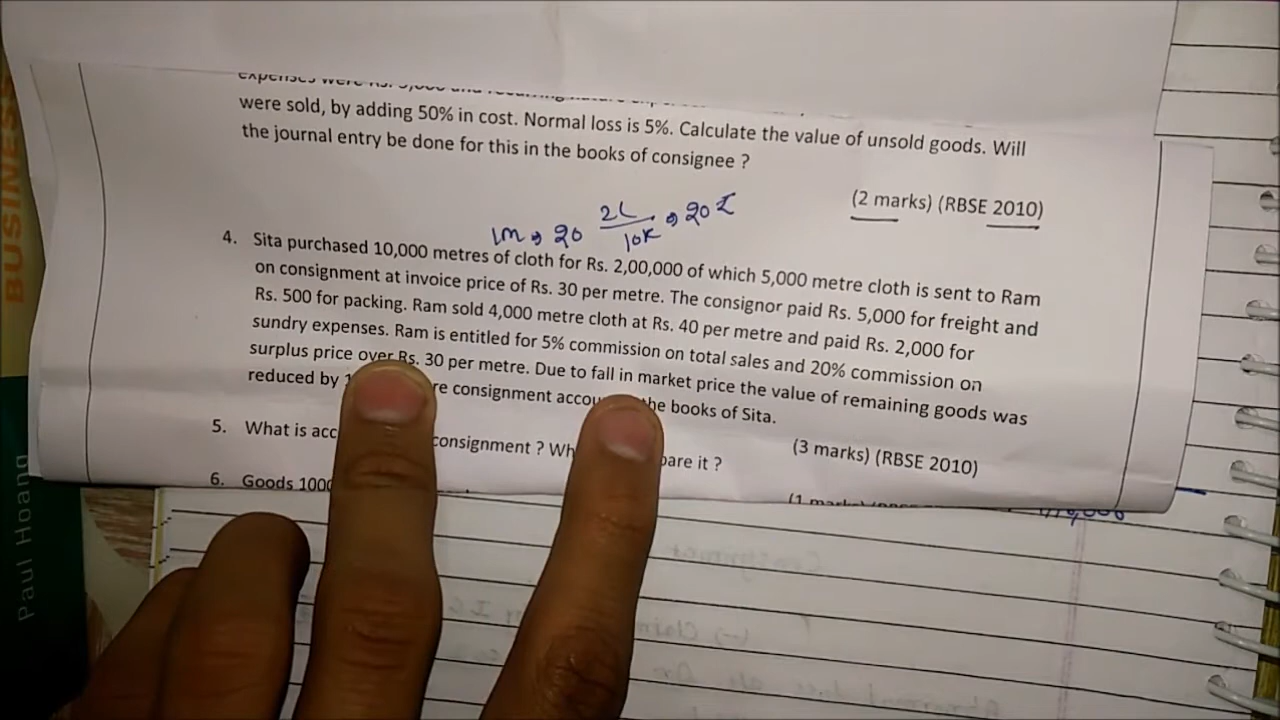 BUSINESS
Paul Hoang
were sold, by adding 50% in cost. Normal loss is 5%. Calculate the value of unsold goods. Will
the journal entry be done for this in the books of consignee ?
(2 marks) (RBSE 2010)
1m 20 2L/10K 20
4. Sita purchased 10,000 metres of cloth for Rs. 2,00,000 of which 5,000 metre cloth is sent to Ram
on consignment at invoice price of Rs. 30 per metre. The consignor paid Rs. 5,000 for freight and
Rs. 500 for packing. Ram sold 4,000 metre cloth at Rs. 40 per metre and paid Rs. 2,000 for
sundry expenses. Ram is entitled for 5% commission on total sales and 20% commission on
surplus price over Rs. 30 per metre. Due to fall in market price the value of remaining goods was
reduced by consignment the books of Sita.
(3 marks) (RBSE 2010)
5. What is consignment ?
6. Goods